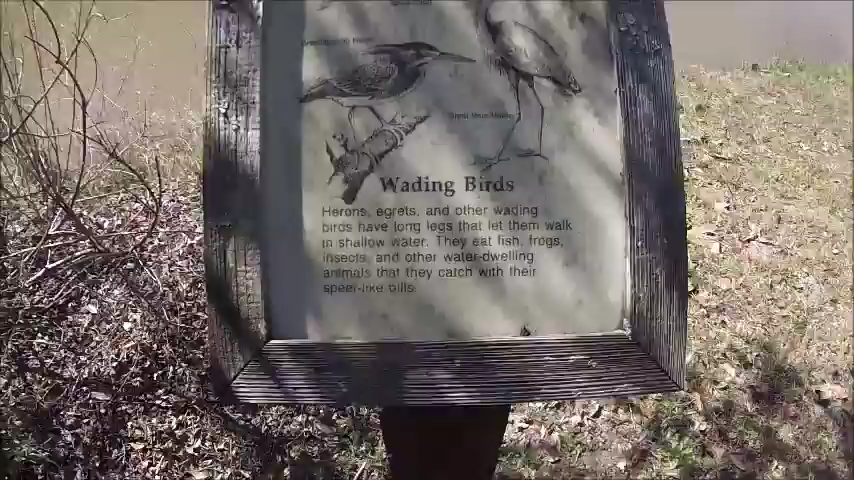 Wading Birds
Herons, egrets, and other wading
birds have long legs that let them walk
in shallow water. They eat fish, frogs,
insects, and other water-dwelling
animals that they catch with their
spear-like bills.